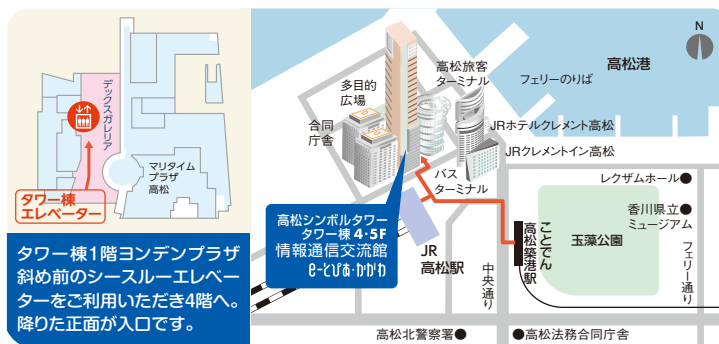 デックスガレリア
マリタイム
プラザ
高松
タワー棟
エレベーター
タワー棟1階ヨンデンプラザ
斜め前のシースルーエレベー
ターをご利用いただき4階へ。
降りた正面が入口です。
N
高松港
フェリーのりば
高松旅客
ターミナル
多目的
広場
合同
庁舎
JRホテルクレメント高松
JRクレメントイン高松
バス
ターミナル
レクザムホール
香川県立
ミュージアム
玉藻公園
ことでん
高松築港駅
高松シンボルタワー
タワー棟4・5F
情報通信交流館
e-とぴあ・かがわ
JR
高松駅
中央通り
フェリー通り
高松北警察署
高松法務合同庁舎